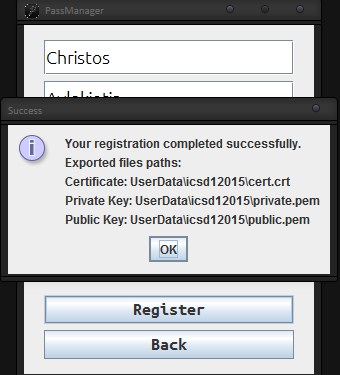 PassManager
Christos
Success
Your registration completed successfully.
Exported files paths:
Certificate: UserData\icsd12015\cert.crt
Private Key: UserData\icsd12015\private.pem
Public Key: UserData\icsd12015\public.pem
OK
Register
Back